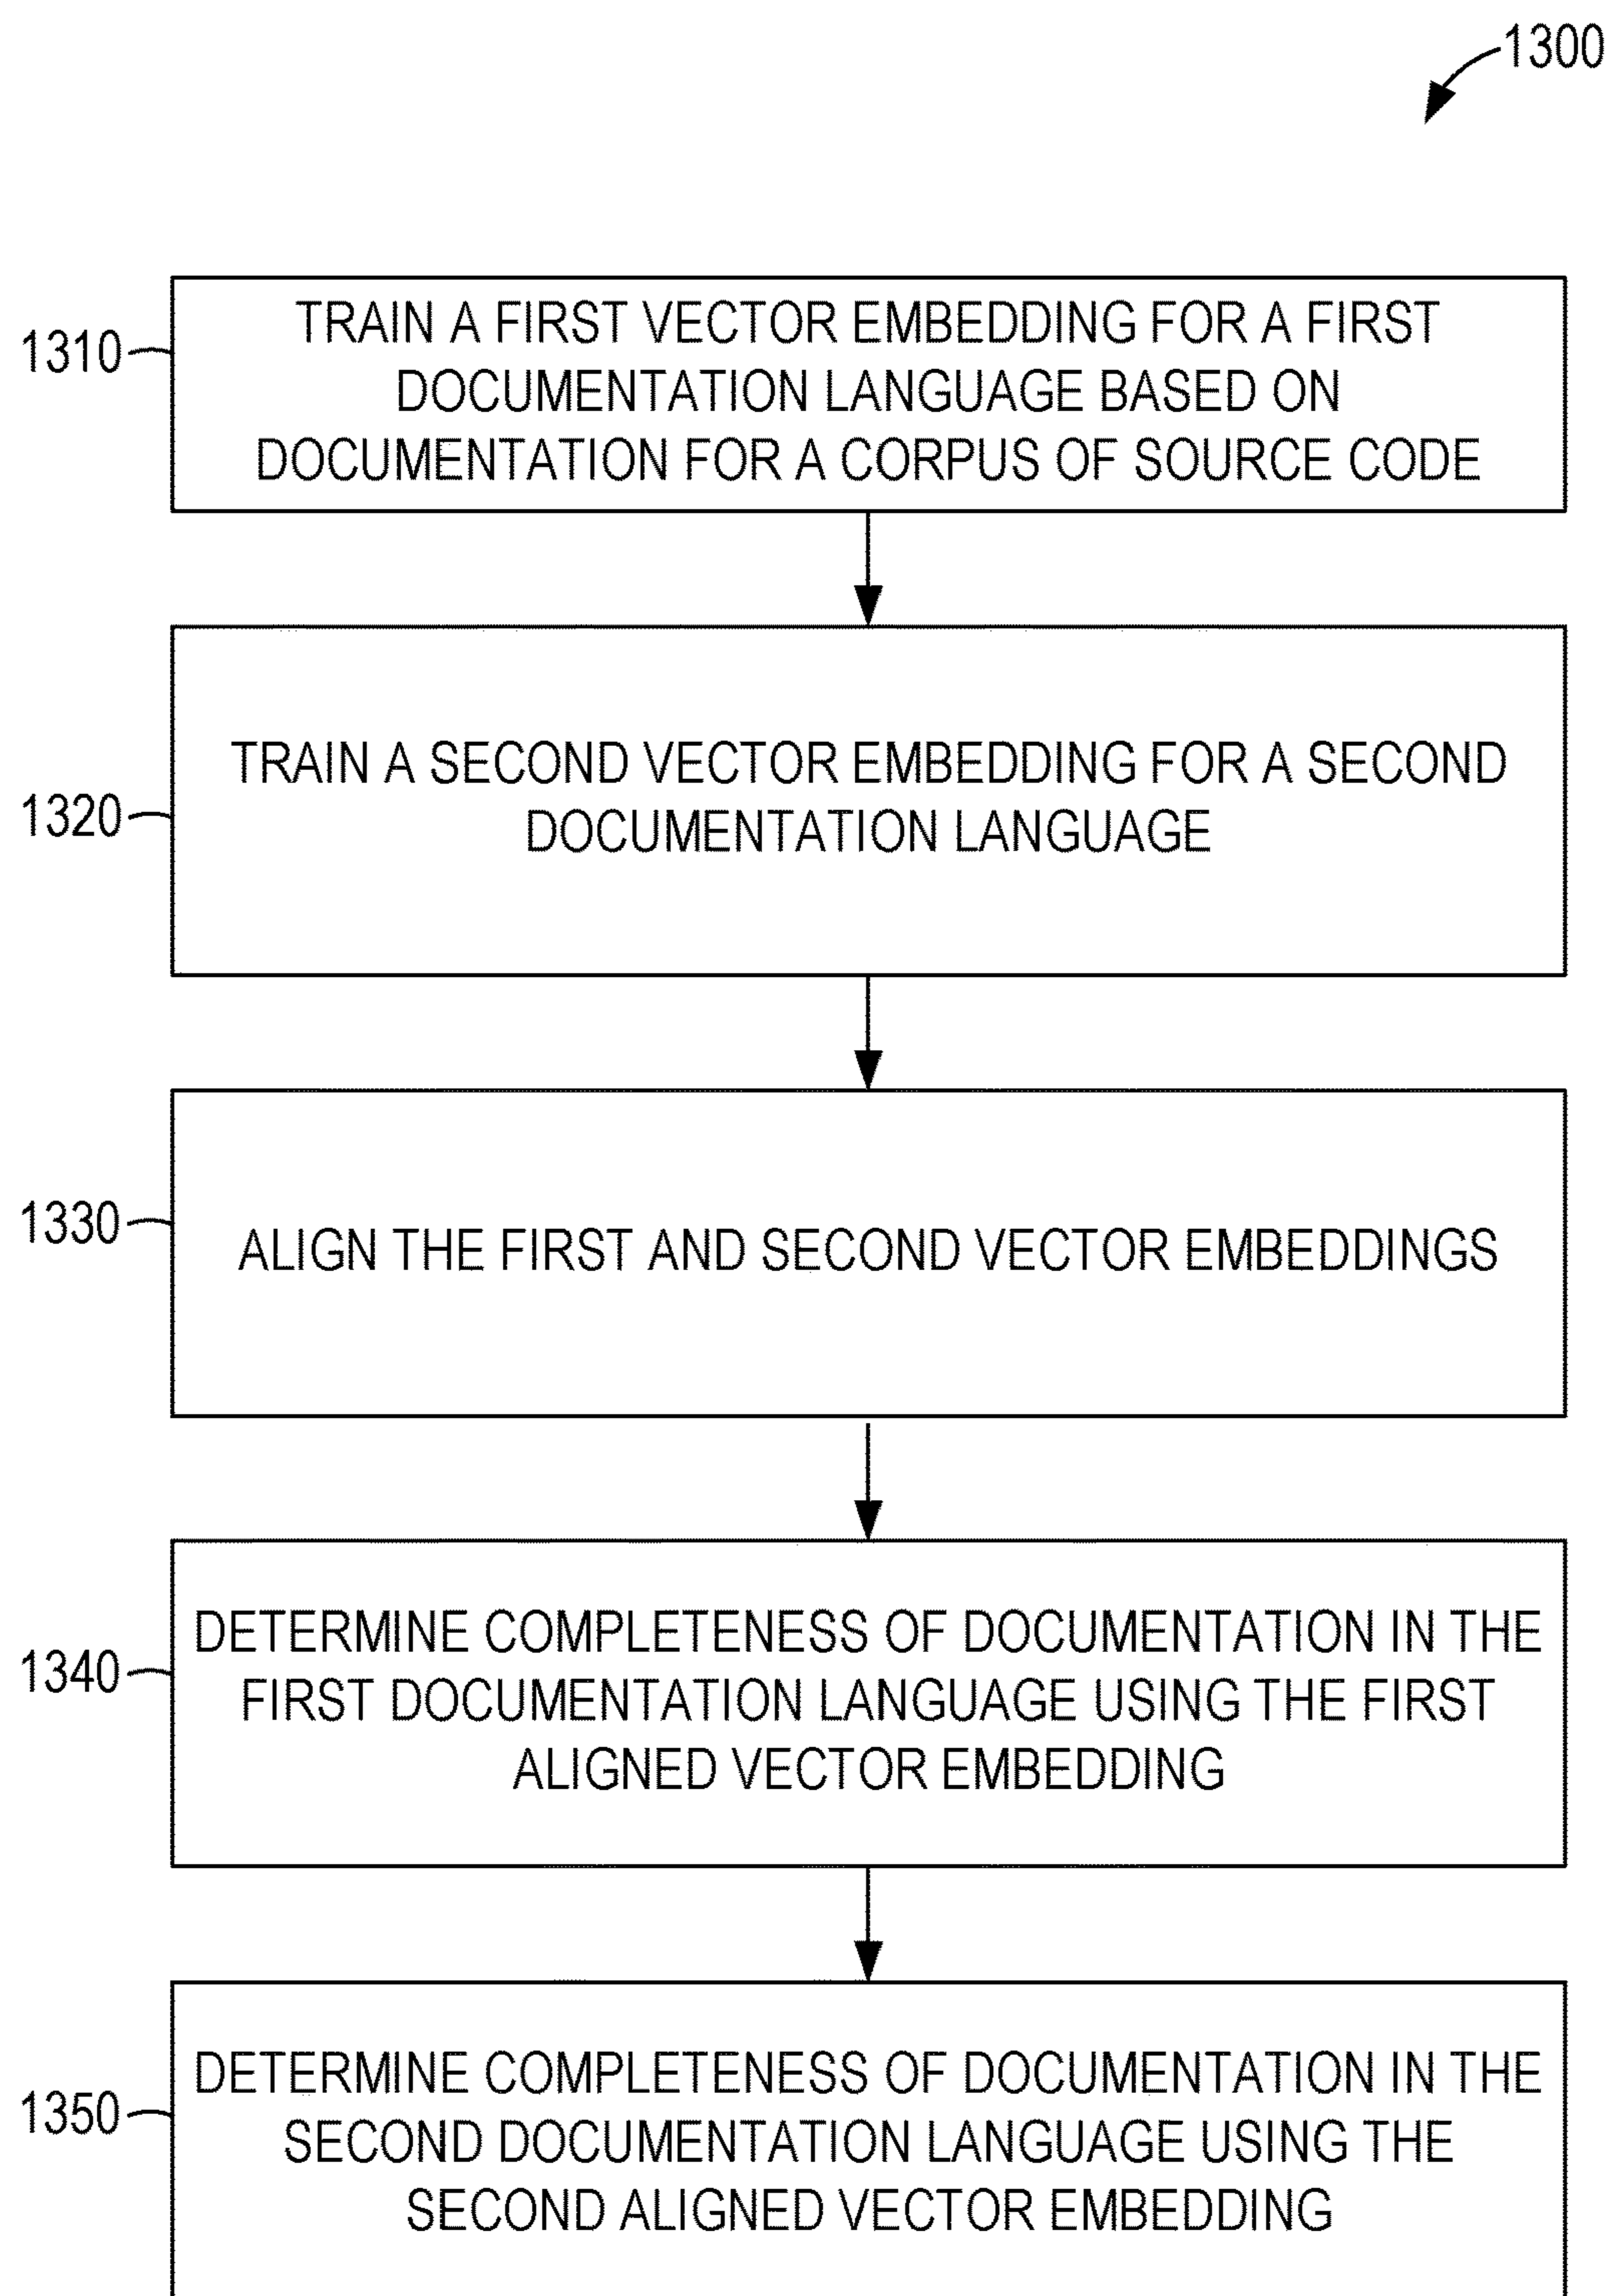 1300
1310
TRAIN A FIRST VECTOR EMBEDDING FOR A FIRST
DOCUMENTATION LANGUAGE BASED ON
DOCUMENTATION FOR A CORPUS OF SOURCE CODE
1320
TRAIN A SECOND VECTOR EMBEDDING FOR A SECOND
DOCUMENTATION LANGUAGE
1330
ALIGN THE FIRST AND SECOND VECTOR EMBEDDINGS
1340
DETERMINE COMPLETENESS OF DOCUMENTATION IN THE
FIRST DOCUMENTATION LANGUAGE USING THE FIRST
ALIGNED VECTOR EMBEDDING
1350
DETERMINE COMPLETENESS OF DOCUMENTATION IN THE
SECOND DOCUMENTATION LANGUAGE USING THE
SECOND ALIGNED VECTOR EMBEDDING